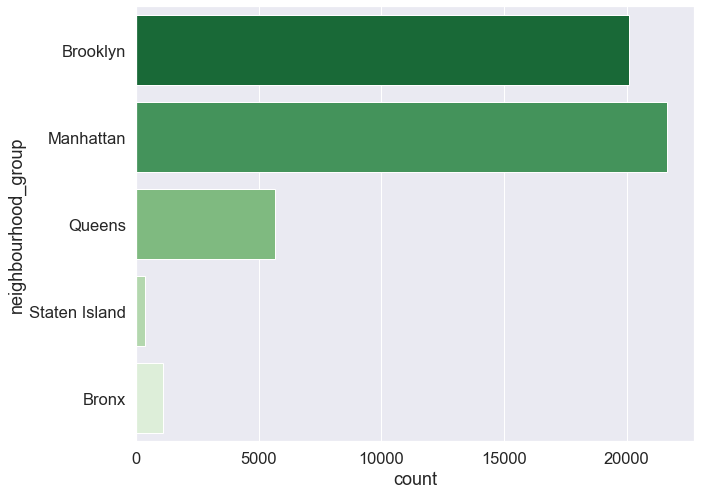 Brooklyn
Manhattan
Queens
Staten Island
Bronx
neighbourhood_group
0 5000 10000 15000 20000
count